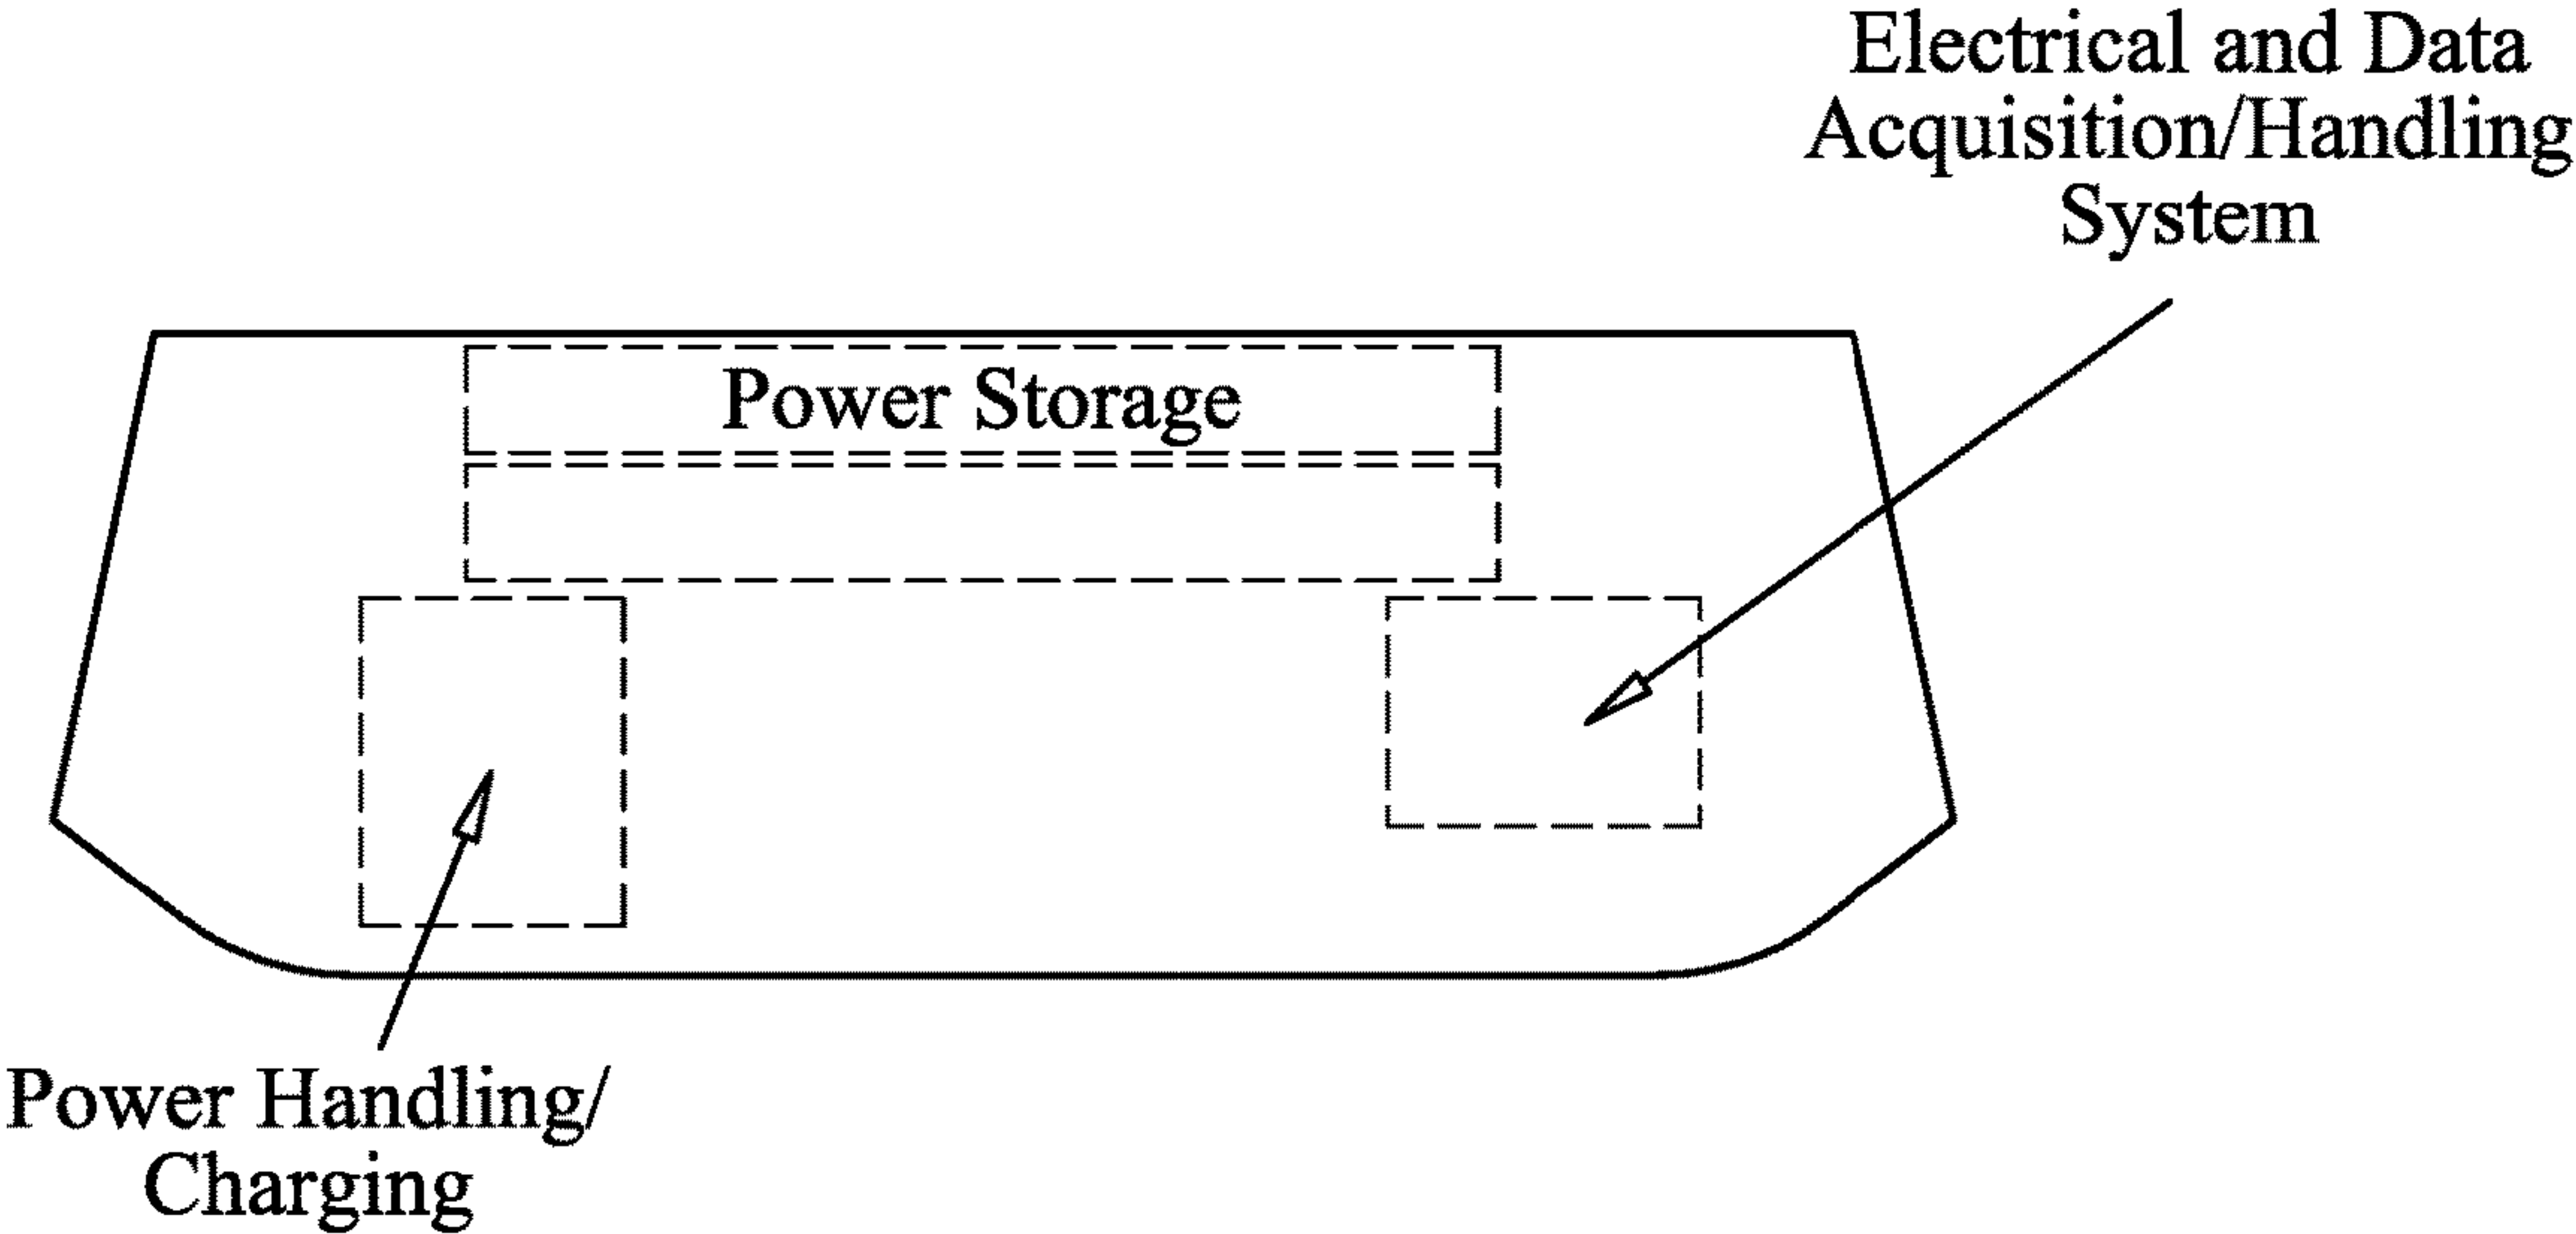 Electrical and Data
Acquisition/Handling
System
Power Storage
Power Handling/
Charging